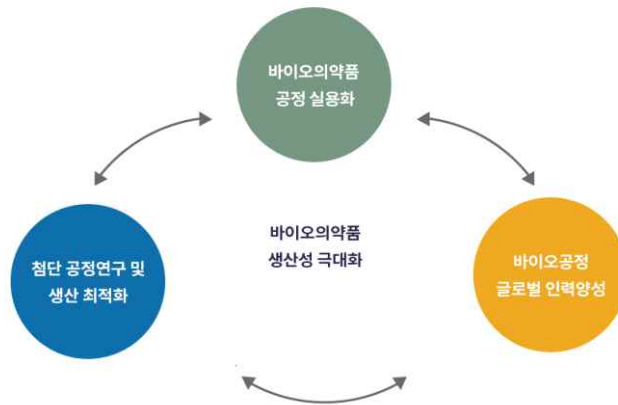 바이오의약품
공정 실용화
바이오의약품
생산성 극대화
첨단 공정연구 및
생산 최적화
바이오공정
글로벌 인력양성